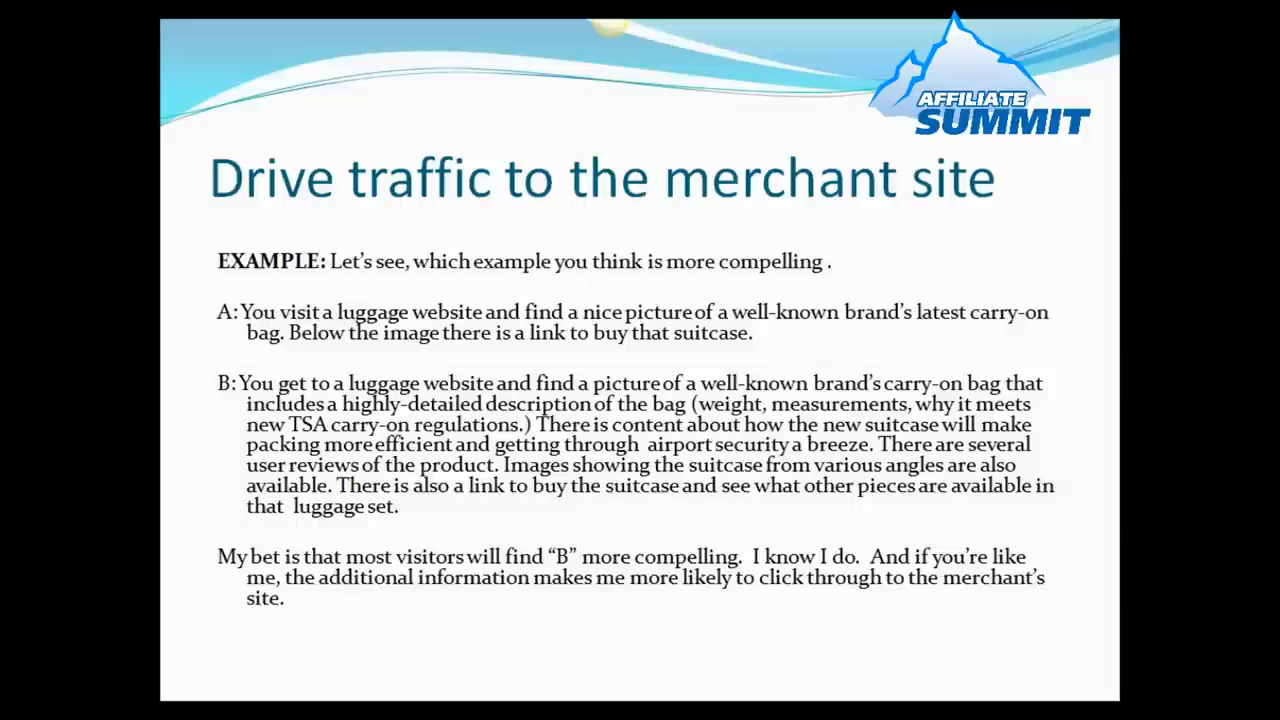 AFFILIATE
SUMMIT
Drive traffic to the merchant site
EXAMPLE: Let's see, which example you think is more compelling .
A: You visit a luggage website and find a nice picture of a well-known brand's latest carry-on
bag. Below the image there is a link to buy that suitcase.
B: You get to a luggage website and find a picture of a well-known brand's carry-on bag that
includes a highly-detailed description of the bag (weight, measurements, why it meets
new TSA carry-on regulations.) There is content about how the new suitcase will make
packing more efficient and getting through airport security a breeze. There are several
user reviews of the product. Images showing the suitcase from various angles are also
available. There is also a link to buy the suitcase and see what other pieces are available in
that luggage set.
My bet is that most visitors will find “B” more compelling. I know I do. And if you're like
me, the additional information makes me more likely to click through to the merchant's
site.